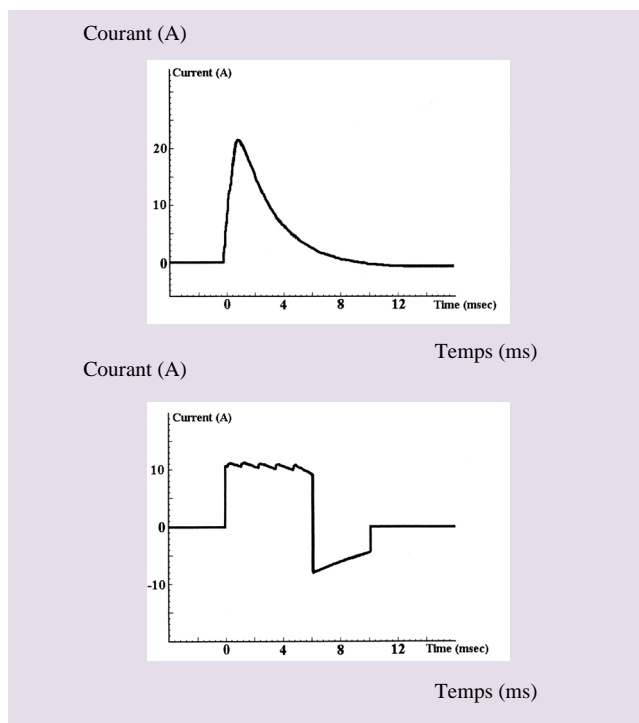 Courant (A)
Current (A)
20
10
0
0 4 8 12 Time (msec)
Temps (ms)
Courant (A)
Current (A)
10
0
-10
0 4 8 12 Time (msec)
Temps (ms)